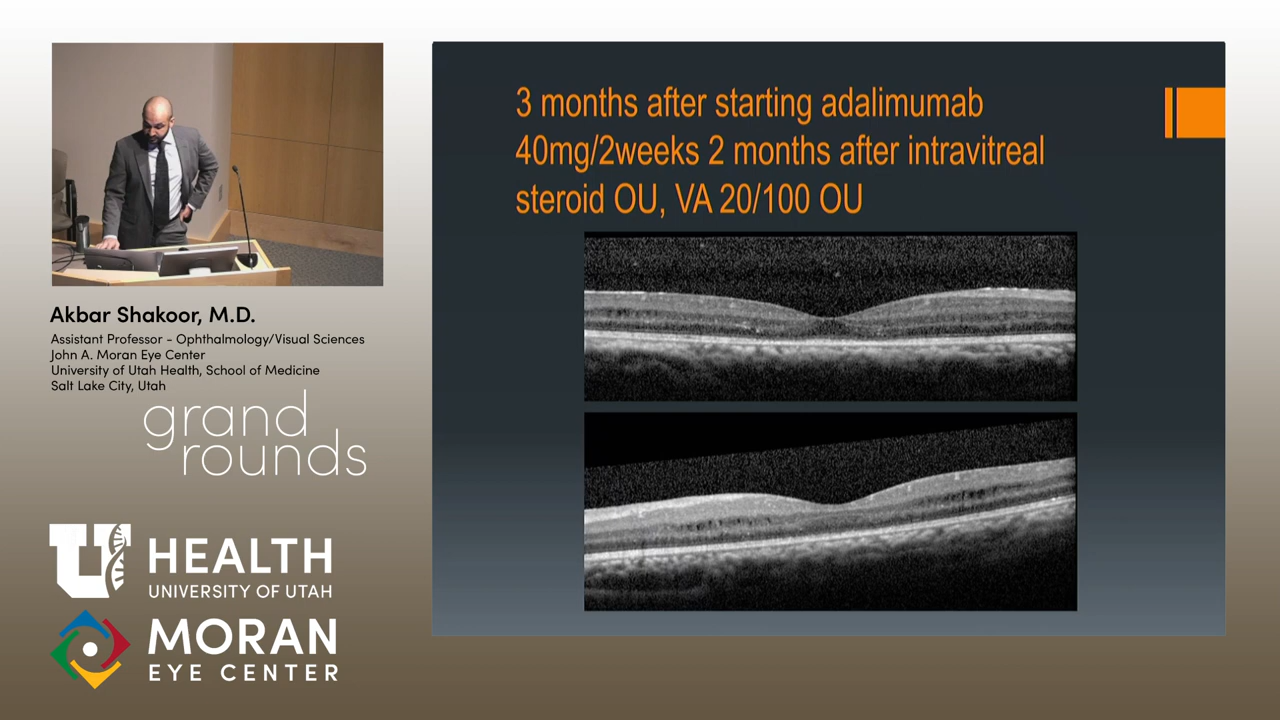 3 months after starting adalimumab
40mg/2weeks 2 months after intravitreal
steroid OU, VA 20/100 OU
Akbar Shakoor, M.D.
Assistant Professor - Ophthalmology/Visual Sciences
John A. Moran Eye Center
University of Utah Health, School of Medicine
Salt Lake City, Utah
grand
rounds
U HEALTH
UNIVERSITY OF UTAH
MORAN
EYE CENTER